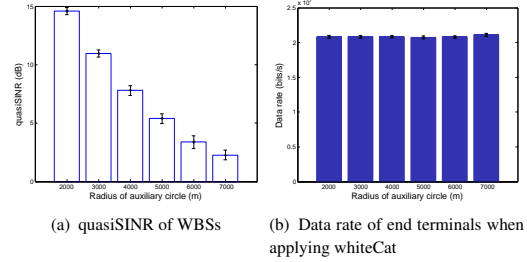 15
10
5
0
quasiSINR (dB)
2000 3000 4000 5000 6000 7000
Radius of auxiliary circle (m)
(a) quasiSINR of WBSs
2.5
2
1.5
1
0.5
0
Data rate (bits/s)
2000 3000 4000 5000 6000 7000
Radius of auxiliary circle (m)
(b) Data rate of end terminals when
applying whiteCat